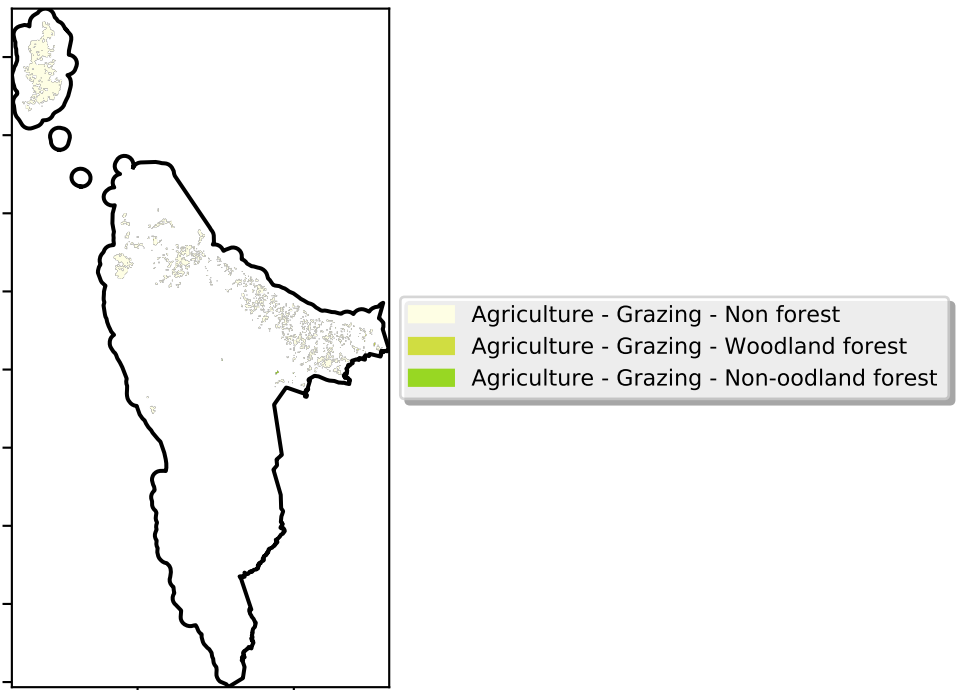 Agriculture - Grazing - Non forest
Agriculture - Grazing - Woodland forest
Agriculture - Grazing - Non-oodland forest